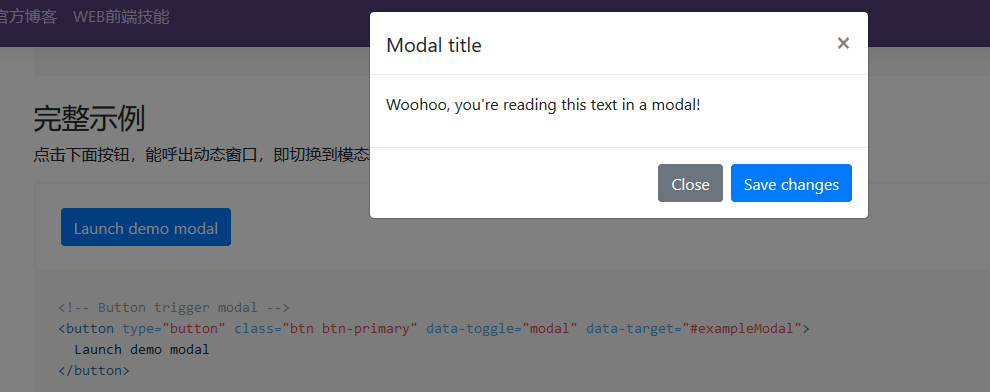 官方博客 WEB前端技能
Modal title ×
Woohoo, you're reading this text in a modal!
Close Save changes
完整示例
点击下面按钮，能呼出动态窗口，即切换到模态
Launch demo modal
<!-- Button trigger modal -->
<button type="button" class="btn btn-primary" data-toggle="modal" data-target="#exampleModal">
Launch demo modal
</button>